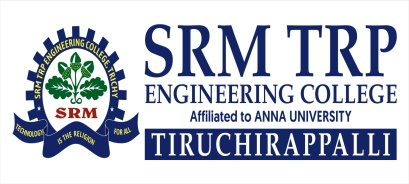 SRM TRP ENGINEERING COLLEGE, TRICHY
SRM
TECHNOLOGY IS THE RELIGION FOR ALL
SRM TRP
ENGINEERING COLLEGE
Affiliated to ANNA UNIVERSITY
TIRUCHIRAPPALLI